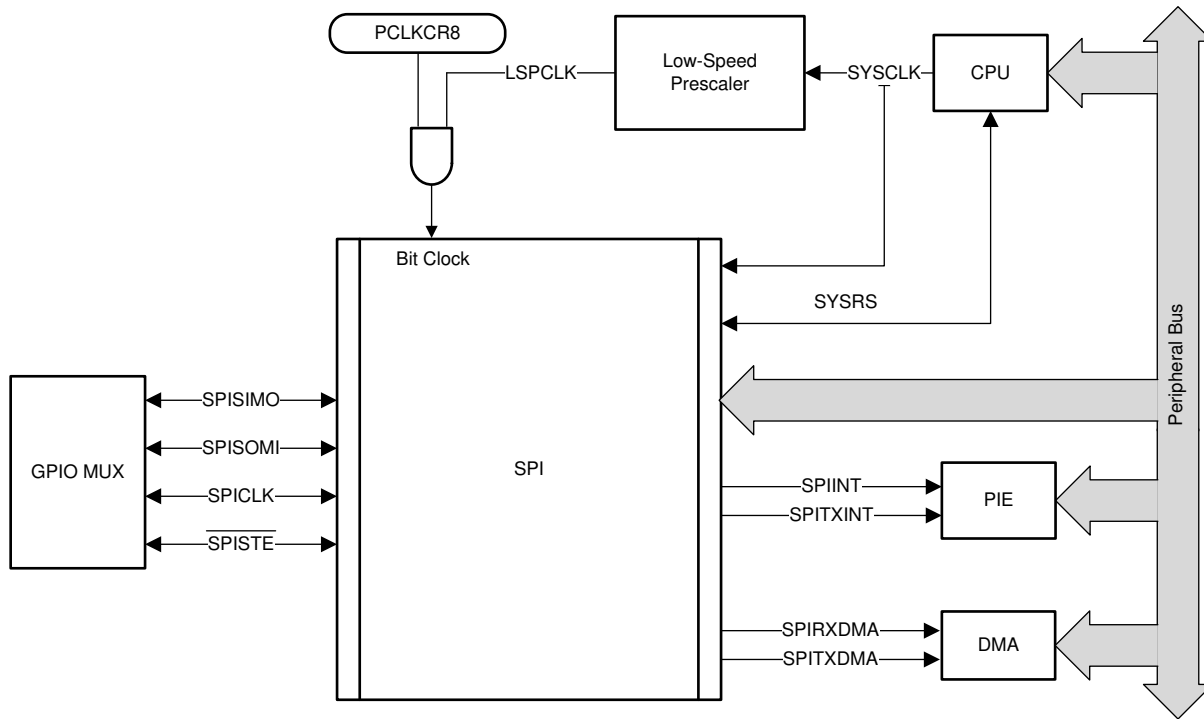 PCLKCR8
LSPCLK
Low-Speed
Prescaler
SYSCLK
CPU
Bit Clock
SYSRS
Peripheral Bus
GPIO MUX
SPISIMO
SPISOMI
SPICLK
SPISTE
SPI
SPIINT
SPITXINT
PIE
SPIRXDMA
SPITXDMA
DMA